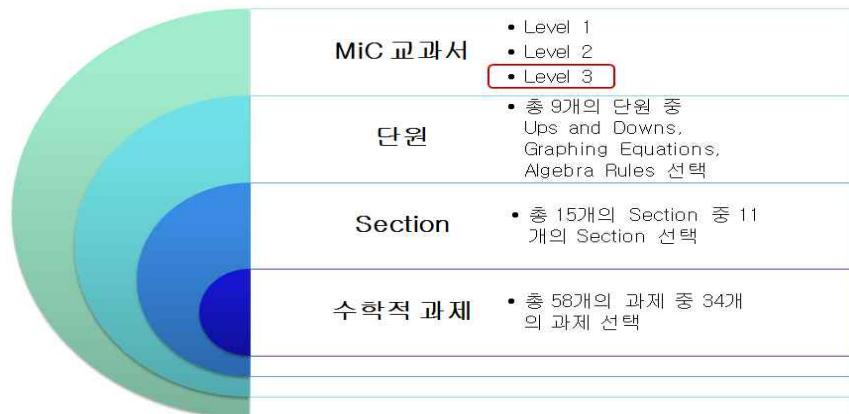 MiC 교과서
• Level 1
• Level 2
• Level 3
단원
• 총 9개의 단원 중
Ups and Downs,
Graphing Equations,
Algebra Rules 선택
Section
• 총 15개의 Section 중 11
개의 Section 선택
수학적 과제
• 총 58개의 과제 중 34개
의 과제 선택